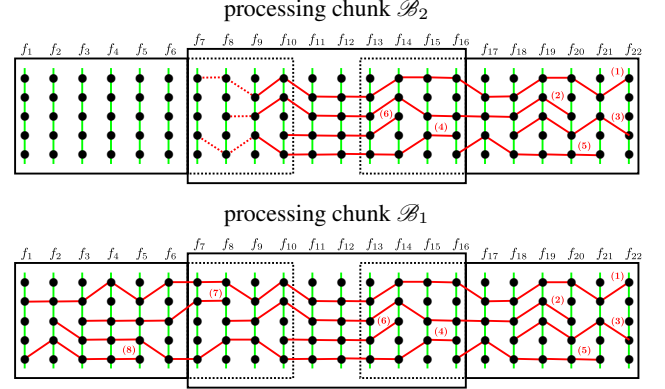 processing chunk ℬ₂
f₁ f₂ f₃ f₄ f₅ f₆ f₇ f₈ f₉ f₁₀ f₁₁ f₁₂ f₁₃ f₁₄ f₁₅ f₁₆ f₁₇ f₁₈ f₁₉ f₂₀ f₂₁ f₂₂
(1)
(2)
(6) (3)
(4)
(5)
processing chunk ℬ₁
f₁ f₂ f₃ f₄ f₅ f₆ f₇ f₈ f₉ f₁₀ f₁₁ f₁₂ f₁₃ f₁₄ f₁₅ f₁₆ f₁₇ f₁₈ f₁₉ f₂₀ f₂₁ f₂₂
(1)
(7)
(2)
(6) (3)
(4)
(8) (5)